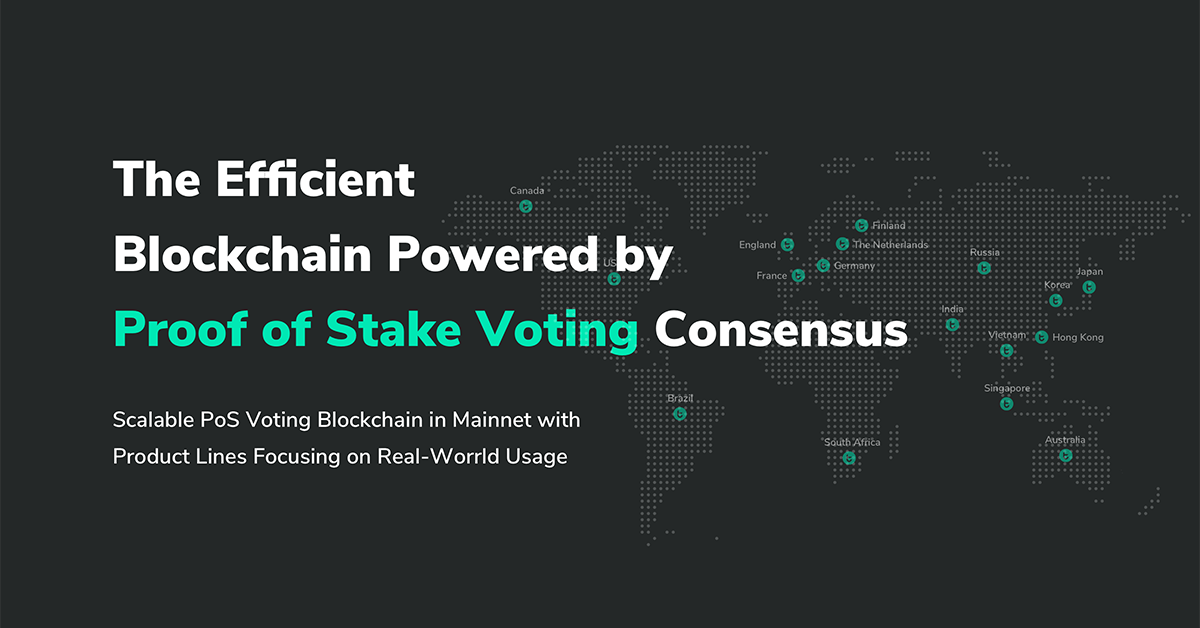 The Efficient
Blockchain Powered by
Proof of Stake Voting Consensus
Scalable PoS Voting Blockchain in Mainnet with
Product Lines Focusing on Real-Worrld Usage
Canada
US
England
France
Finland
The Netherlands
Germany
Russia
Japan
Korea
India
Vietnam
Hong Kong
Singapore
Brazil
South Africa
Australia